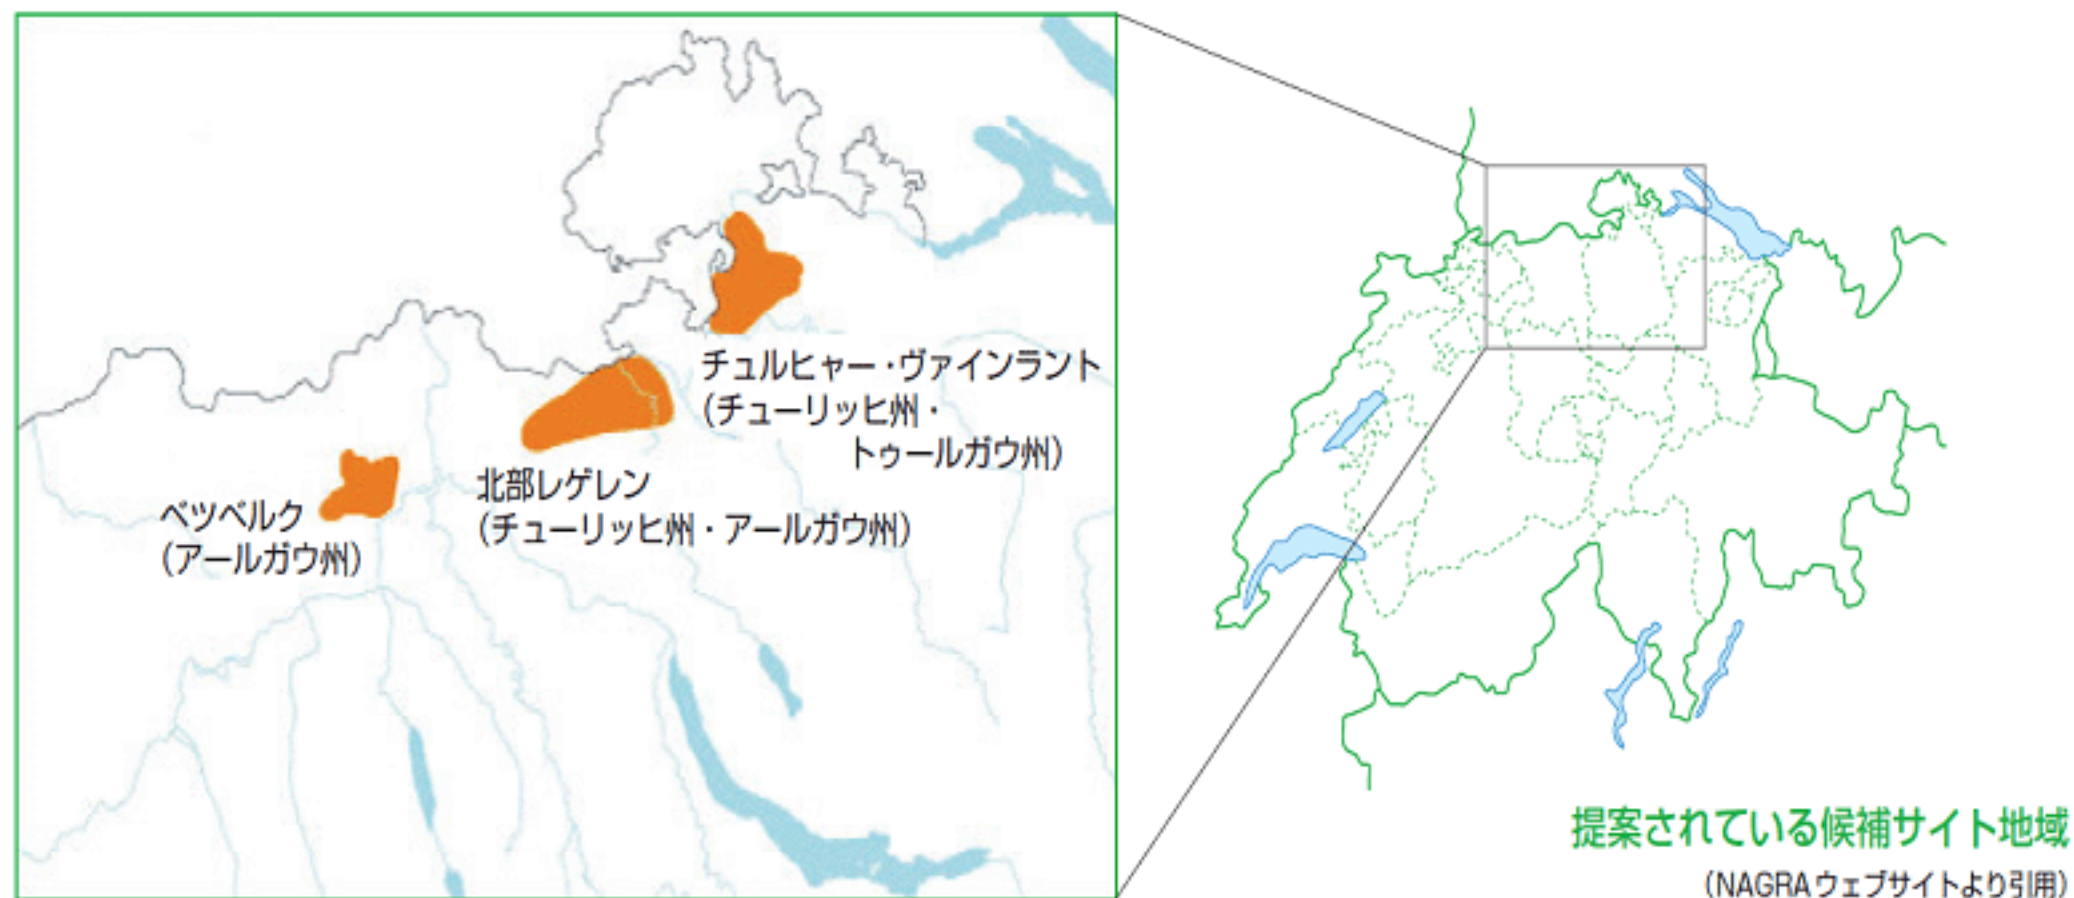 チュルヒャー・ヴァインラント
(チューリッヒ州・
トゥールガウ州)
北部レゲレン
(チューリッヒ州・アールガウ州)
ベツベルク
(アールガウ州)
提案されている候補サイト地域
(NAGRAウェブサイトより引用)